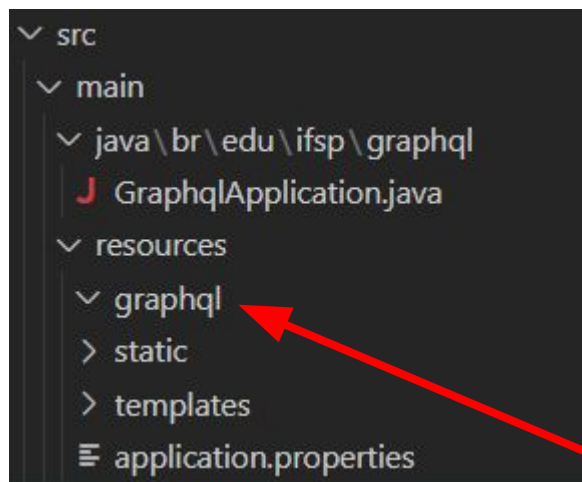 src
main
java\br\edu\ifsp\graphql
GraphqlApplication.java
resources
graphql
static
templates
application.properties